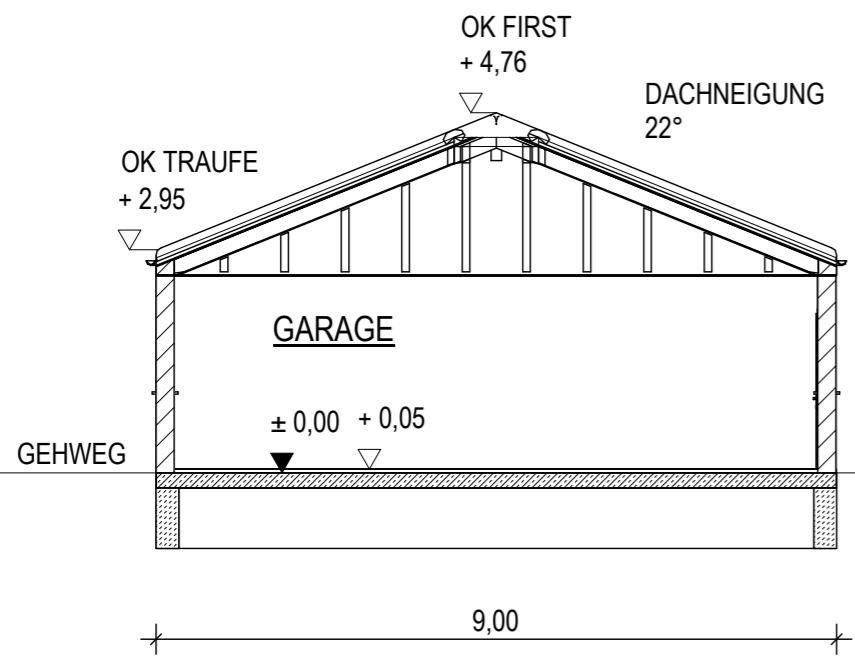 OK FIRST
+ 4,76
DACHNEIGUNG
22°
OK TRAUFE
+ 2,95
GARAGE
± 0,00 + 0,05
GEHWEG
9,00